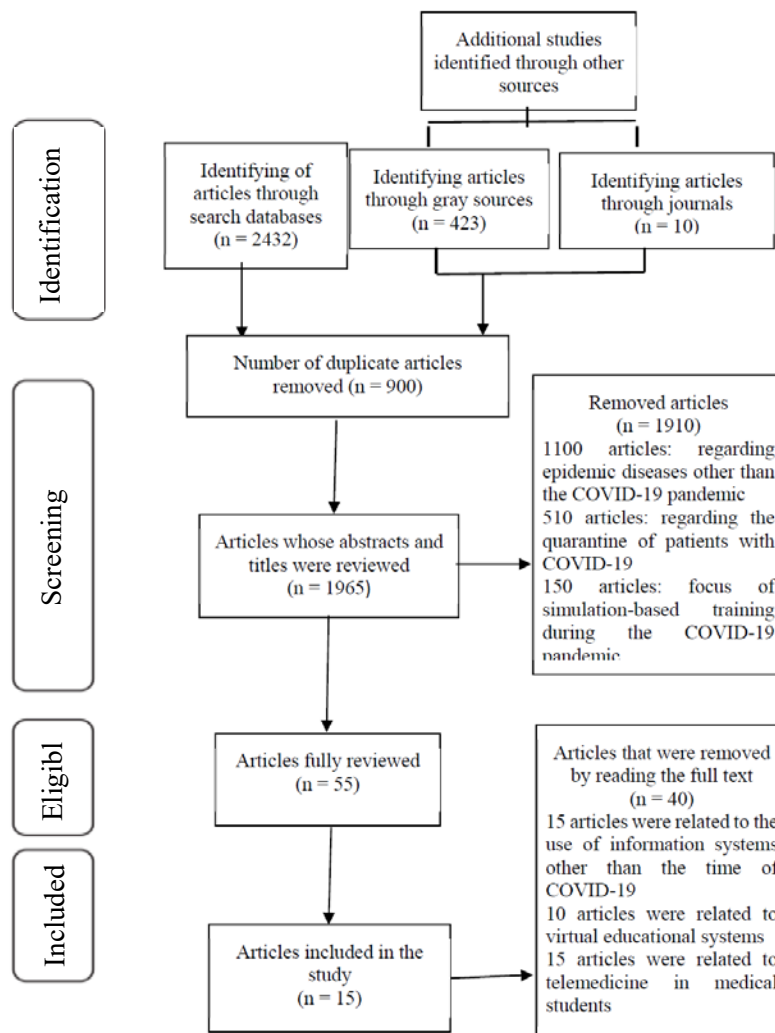 Additional studies
identified through other
sources
Identification
Identifying of
articles through
search databases
(n = 2432)
Identifying articles
through gray sources
(n = 423)
Identifying articles
through journals
(n = 10)
Number of duplicate articles
removed (n = 900)
Screening
Removed articles
(n = 1910)
1100 articles: regarding
epidemic diseases other than
the COVID-19 pandemic
510 articles: regarding the
quarantine of patients with
COVID-19
150 articles: focus of
simulation-based training
during the COVID-19
pandemic
Articles whose abstracts and
titles were reviewed
(n = 1965)
Eligibl
Articles fully reviewed
(n = 55)
Articles that were removed
by reading the full text
(n = 40)
15 articles were related to the
use of information systems
other than the time of
COVID-19
10 articles were related to
virtual educational systems
15 articles were related to
telemedicine in medical
students
Included
Articles included in the
study
(n = 15)